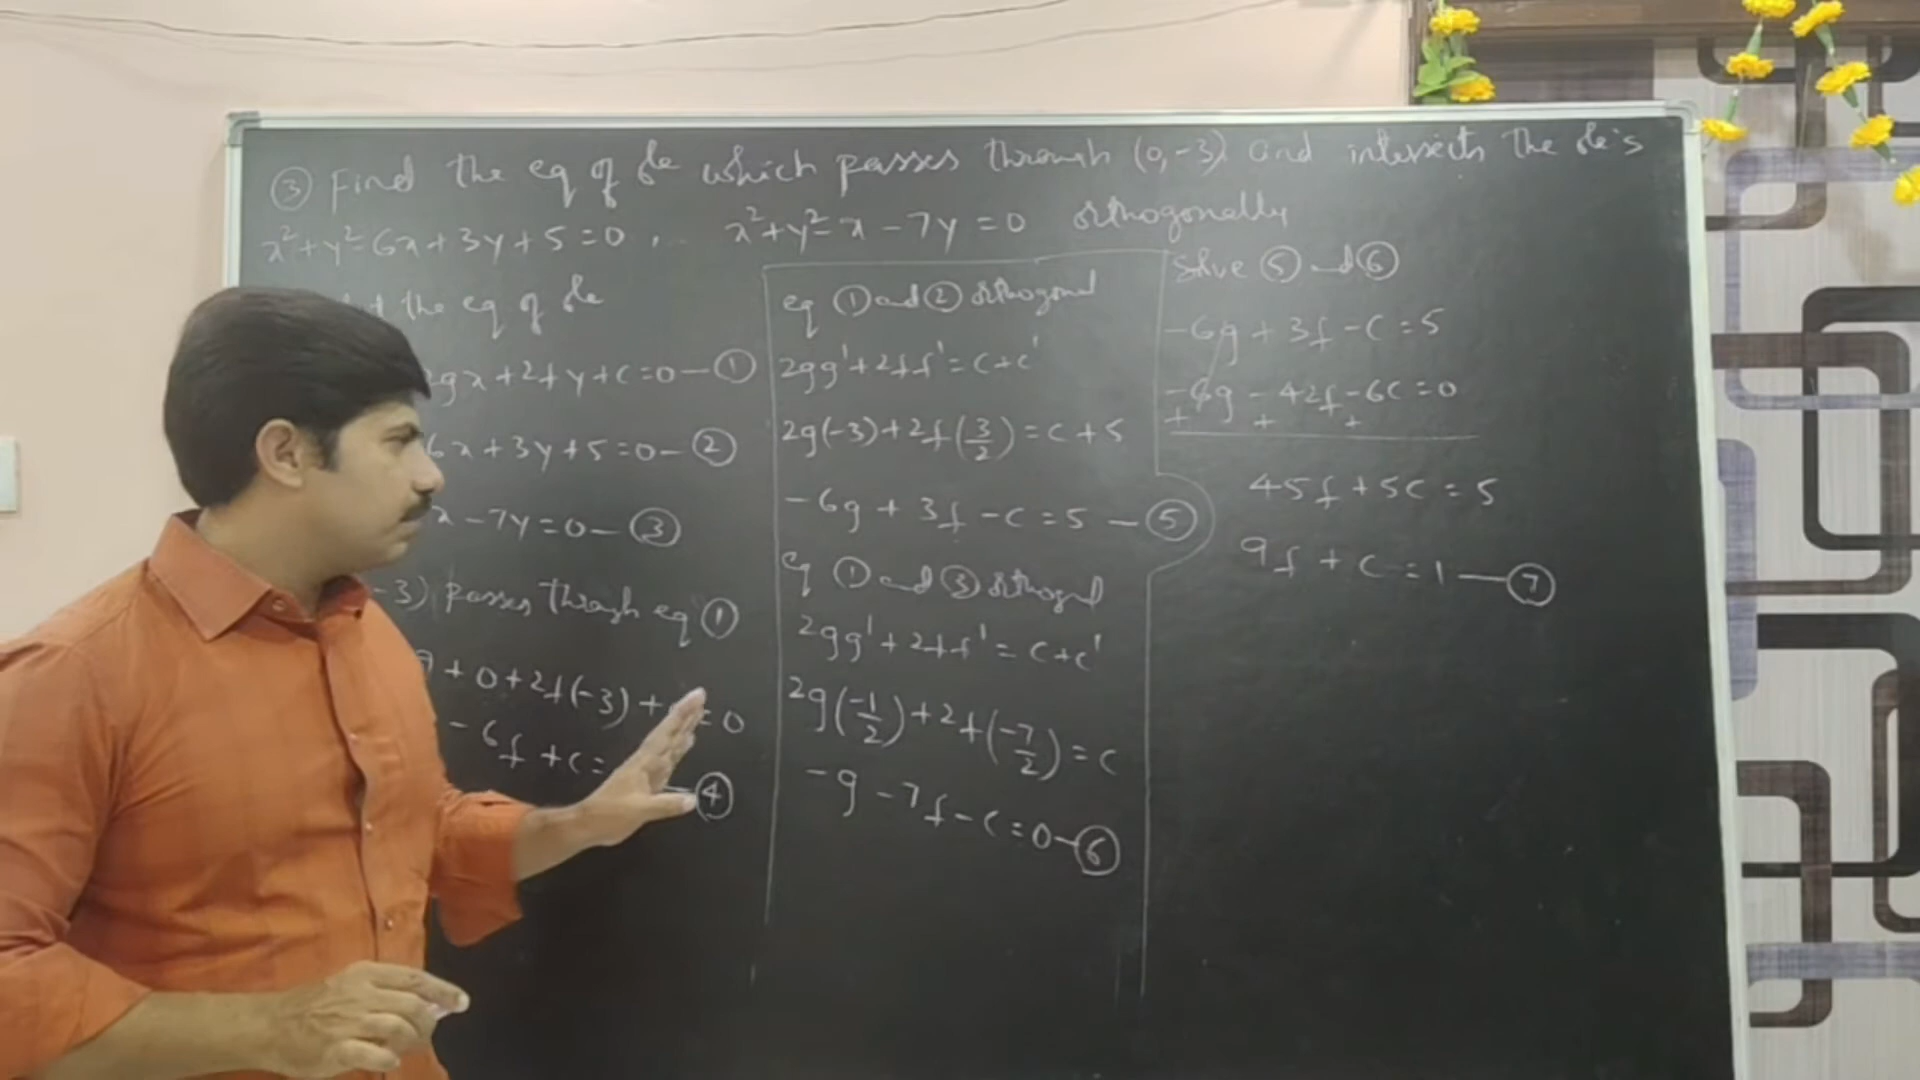 ③ Find the eq of cle which passes through (0,-3) and intersects the cle's
x²+y²-6x+3y+5=0, x²+y²-x-7y=0 orthogonally
the eq of cle
2gx+2fy+c=0—①
6x+3y+5=0—②
x-7y=0—③
-3) passes through eq ①
9+0+2f(-3)+ =0
-6f+c= —④
eq ① and ② orthogonal
2gg'+2ff'=c+c'
2g(-3)+2f(3/2)=c+5
-6g+3f-c=5—⑤
eq ① and ③ orthogonal
2gg'+2ff'=c+c'
2g(-1/2)+2f(-7/2)=c
-g-7f-c=0—⑥
Solve ⑤ and ⑥
-6g+3f-c=5
-6g-42f-6c=0
+ + +
45f+5c=5
9f+c=1—⑦